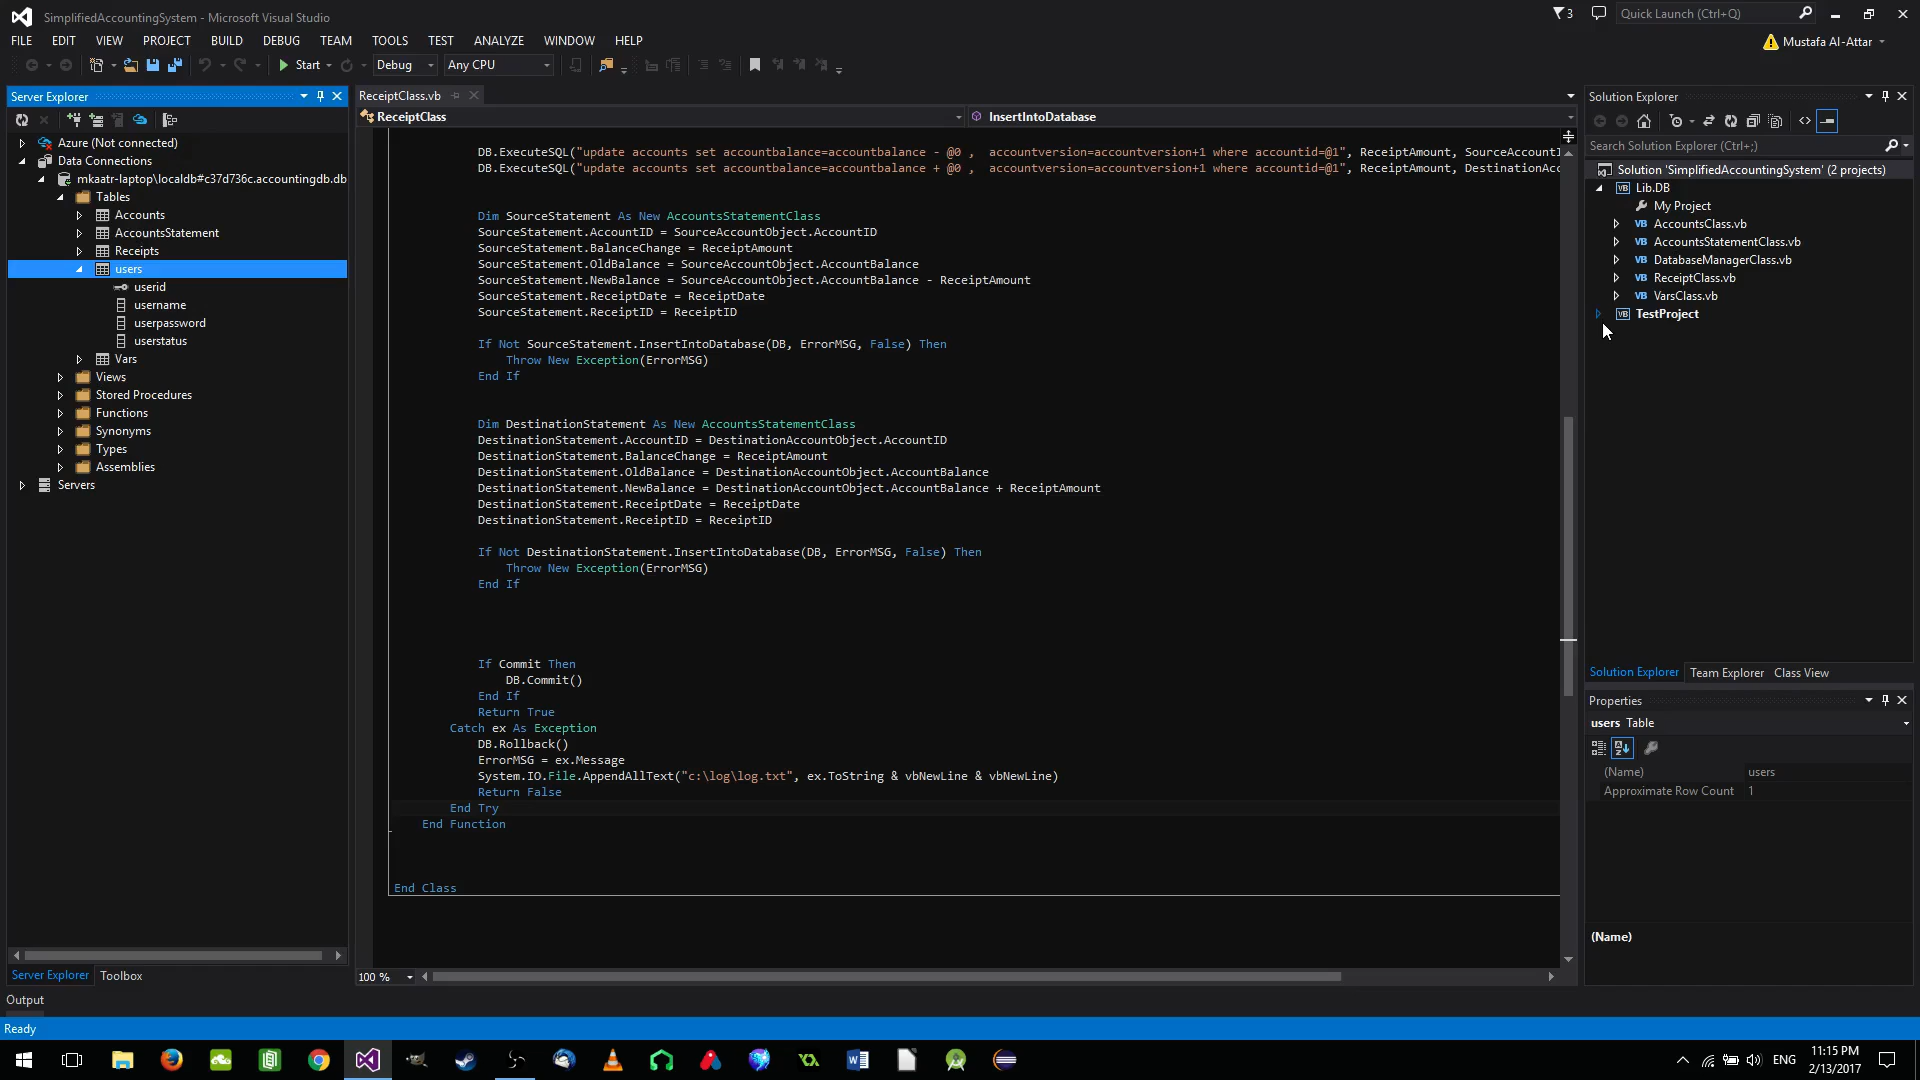 SimplifiedAccountingSystem - Microsoft Visual Studio
3
Quick Launch (Ctrl+Q)
FILE EDIT VIEW PROJECT BUILD DEBUG TEAM TOOLS TEST ANALYZE WINDOW HELP
Mustafa Al-Attar
Start Debug Any CPU
Server Explorer
Azure (Not connected)
Data Connections
mkaatr-laptop\localdb#c37d736c.accountingdb.db
Tables
Accounts
AccountsStatement
Receipts
users
userid
username
userpassword
userstatus
Vars
Views
Stored Procedures
Functions
Synonyms
Types
Assemblies
Servers
Server Explorer Toolbox
ReceiptClass.vb
ReceiptClass InsertIntoDatabase
DB.ExecuteSQL("update accounts set accountbalance=accountbalance - @0 ,  accountversion=accountversion+1 where accountid=@1", ReceiptAmount, SourceAccountI
DB.ExecuteSQL("update accounts set accountbalance=accountbalance + @0 ,  accountversion=accountversion+1 where accountid=@1", ReceiptAmount, DestinationAcc
Dim SourceStatement As New AccountsStatementClass
SourceStatement.AccountID = SourceAccountObject.AccountID
SourceStatement.BalanceChange = ReceiptAmount
SourceStatement.OldBalance = SourceAccountObject.AccountBalance
SourceStatement.NewBalance = SourceAccountObject.AccountBalance - ReceiptAmount
SourceStatement.ReceiptDate = ReceiptDate
SourceStatement.ReceiptID = ReceiptID
If Not SourceStatement.InsertIntoDatabase(DB, ErrorMSG, False) Then
Throw New Exception(ErrorMSG)
End If
Dim DestinationStatement As New AccountsStatementClass
DestinationStatement.AccountID = DestinationAccountObject.AccountID
DestinationStatement.BalanceChange = ReceiptAmount
DestinationStatement.OldBalance = DestinationAccountObject.AccountBalance
DestinationStatement.NewBalance = DestinationAccountObject.AccountBalance + ReceiptAmount
DestinationStatement.ReceiptDate = ReceiptDate
DestinationStatement.ReceiptID = ReceiptID
If Not DestinationStatement.InsertIntoDatabase(DB, ErrorMSG, False) Then
Throw New Exception(ErrorMSG)
End If
If Commit Then
DB.Commit()
End If
Return True
Catch ex As Exception
DB.Rollback()
ErrorMSG = ex.Message
System.IO.File.AppendAllText("c:\log\log.txt", ex.ToString & vbNewLine & vbNewLine)
Return False
End Try
End Function
End Class
100 %
Solution Explorer
Search Solution Explorer (Ctrl+;)
Solution 'SimplifiedAccountingSystem' (2 projects)
Lib.DB
My Project
AccountsClass.vb
AccountsStatementClass.vb
DatabaseManagerClass.vb
ReceiptClass.vb
VarsClass.vb
TestProject
Solution Explorer Team Explorer Class View
Properties
users Table
(Name) users
Approximate Row Count 1
(Name)
Output
Ready
ENG
11:15 PM
2/13/2017